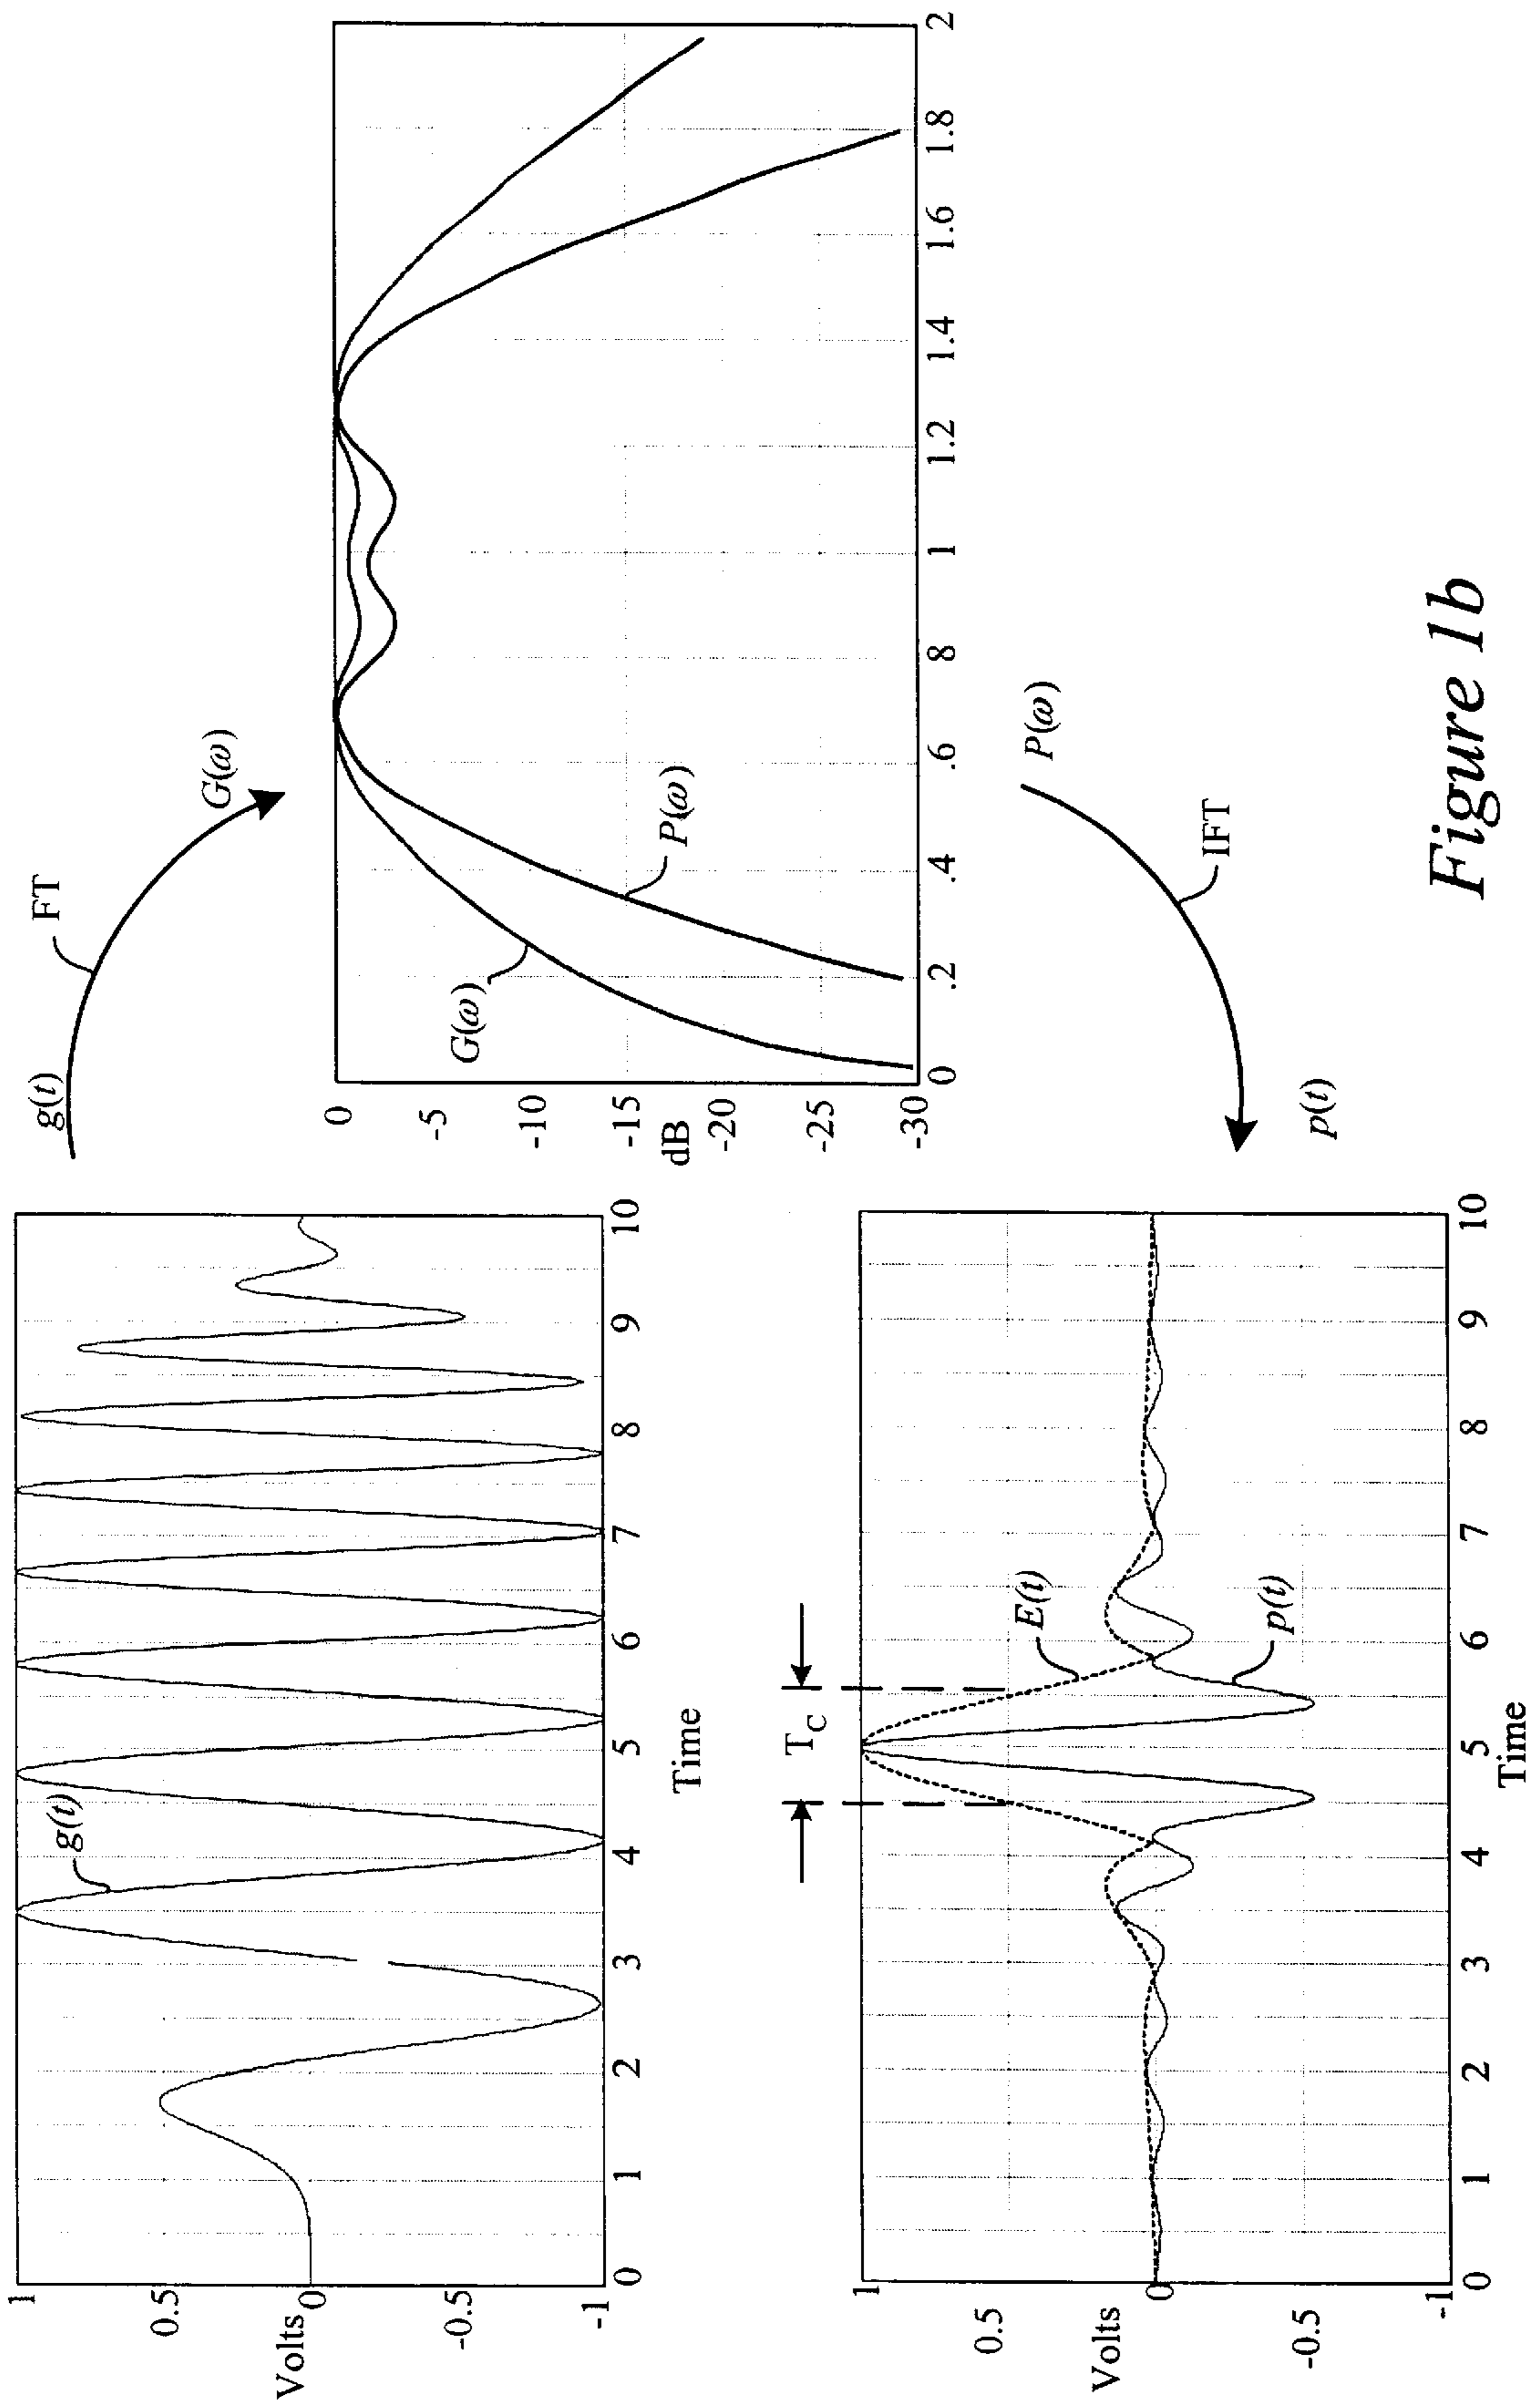 g(t)
FT
G(ω)
1
0.5
Volts
0
-0.5
-1
g(t)
0 1 2 3 4 5 6 7 8 9 10
Time
0
-5
-10
-15
dB
-20
-25
-30
G(ω)
P(ω)
0 .2 .4 .6 8 1 1.2 1.4 1.6 1.8 2
1
0.5
Volts
0
-0.5
-1
T_C
E(t)
p(t)
0 1 2 3 4 5 6 7 8 9 10
Time
P(ω)
IFT
p(t)
Figure 1b